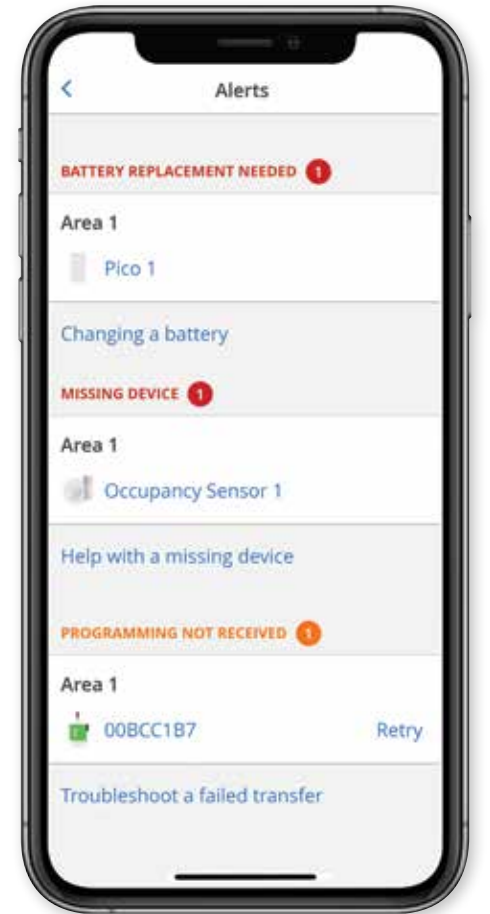 Alerts
BATTERY REPLACEMENT NEEDED 1
Area 1
Pico 1
Changing a battery
MISSING DEVICE 1
Area 1
Occupancy Sensor 1
Help with a missing device
PROGRAMMING NOT RECEIVED 1
Area 1
00BCC1B7 Retry
Troubleshoot a failed transfer